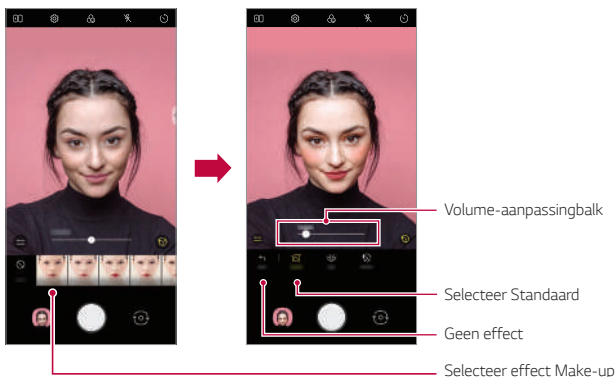 Volume-aanpassingbalk
Selecteer Standaard
Geen effect
Selecteer effect Make-up